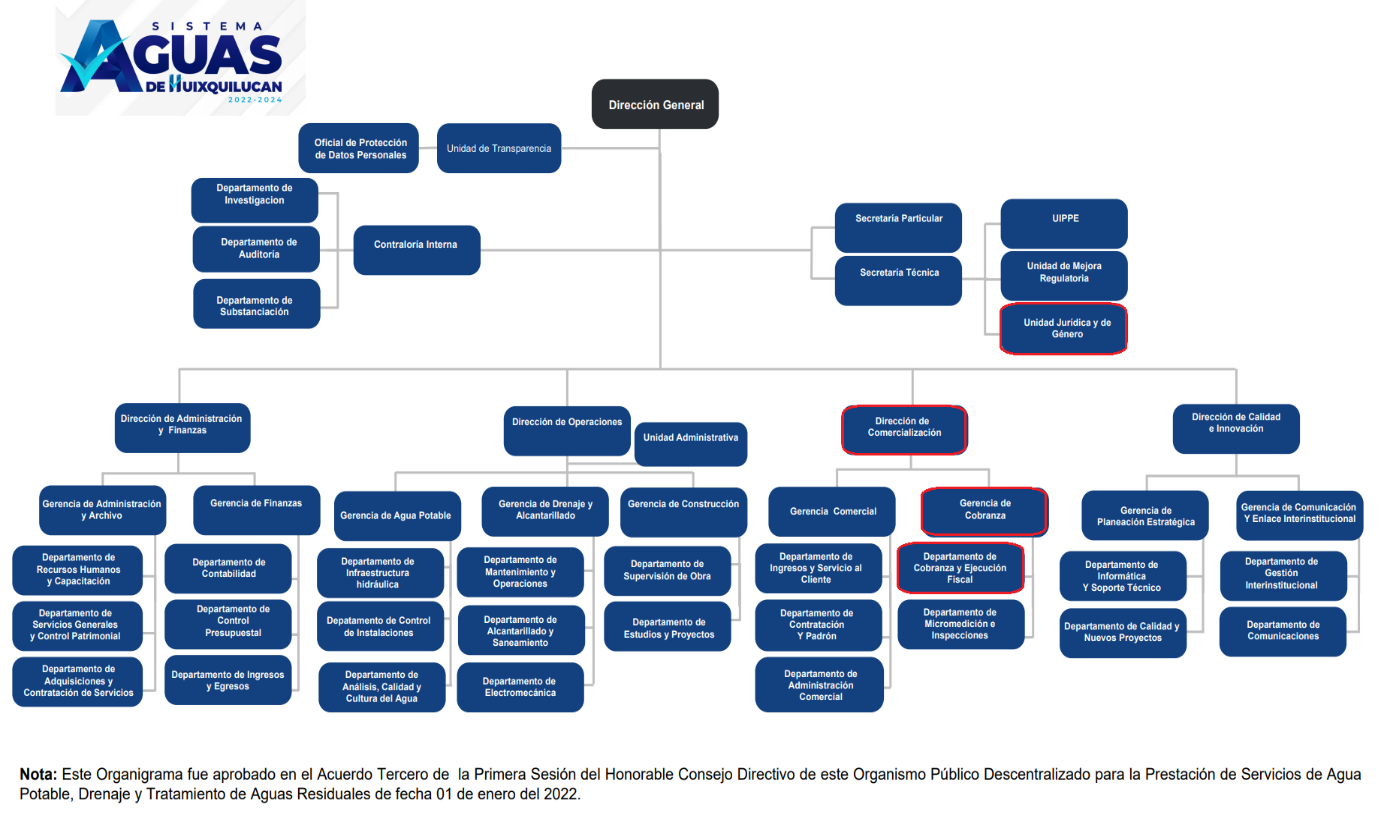 SISTEMA
AGUAS
DE HUIXQUILUCAN
2022-2024
Dirección General
Oficial de Protección
de Datos Personales
Unidad de Transparencia
Departamento de
Investigacion
Departamento de
Auditoría
Departamento de
Substanciación
Contraloría Interna
Secretaría Particular
Secretaría Técnica
UIPPE
Unidad de Mejora
Regulatoria
Unidad Jurídica y de
Género
Dirección de Administración
y Finanzas
Gerencia de Administración
y Archivo
Departamento de
Recursos Humanos
y Capacitación
Departamento de
Servicios Generales
y Control Patrimonial
Departamento de
Adquisiciones y
Contratación de Servicios
Gerencia de Finanzas
Departamento de
Contabilidad
Departamento de
Control
Presupuestal
Departamento de Ingresos
y Egresos
Dirección de Operaciones
Unidad Administrativa
Gerencia de Agua Potable
Departamento de
Infraestructura
hidráulica
Depatamento de Control
de Instalaciones
Departamento de
Análisis, Calidad y
Cultura del Agua
Gerencia de Drenaje y
Alcantarillado
Departamento de
Mantenimiento y
Operaciones
Departamento de
Alcantarillado y
Saneamiento
Departamento de
Electromecánica
Gerencia de Construcción
Departamento de
Supervisión de Obra
Departamento de
Estudios y Proyectos
Dirección de
Comercialización
Gerencia Comercial
Departamento de
Ingresos y Servicio al
Cliente
Departamento de
Contratación
Y Padrón
Departamento de
Administración
Comercial
Gerencia de
Cobranza
Departamento de
Cobranza y Ejecución
Fiscal
Departamento de
Micromedición e
Inspecciones
Dirección de Calidad
e Innovación
Gerencia de
Planeación Estratégica
Departamento de
Informática
Y Soporte Técnico
Departamento de Calidad y
Nuevos Proyectos
Gerencia de Comunicación
Y Enlace Interinstitucional
Departamento de
Gestión
Interinstitucional
Departamento de
Comunicaciones
Nota: Este Organigrama fue aprobado en el Acuerdo Tercero de la Primera Sesión del Honorable Consejo Directivo de este Organismo Público Descentralizado para la Prestación de Servicios de Agua
Potable, Drenaje y Tratamiento de Aguas Residuales de fecha 01 de enero del 2022.